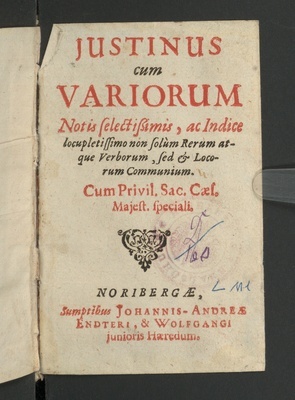 JUSTINUS
cum
VARIORUM
Notis selectissimis, ac Indice
locupletissimo non solùm Rerum at-
que Verborum, sed & Loco-
rum Communium.
Cum Privil. Sac. Cæs.
Majest. speciali.
NORIBERGÆ,
Sumptibus JOHANNIS-ANDREÆ
ENDTERI, & WOLFGANGI
junioris Hæredum.